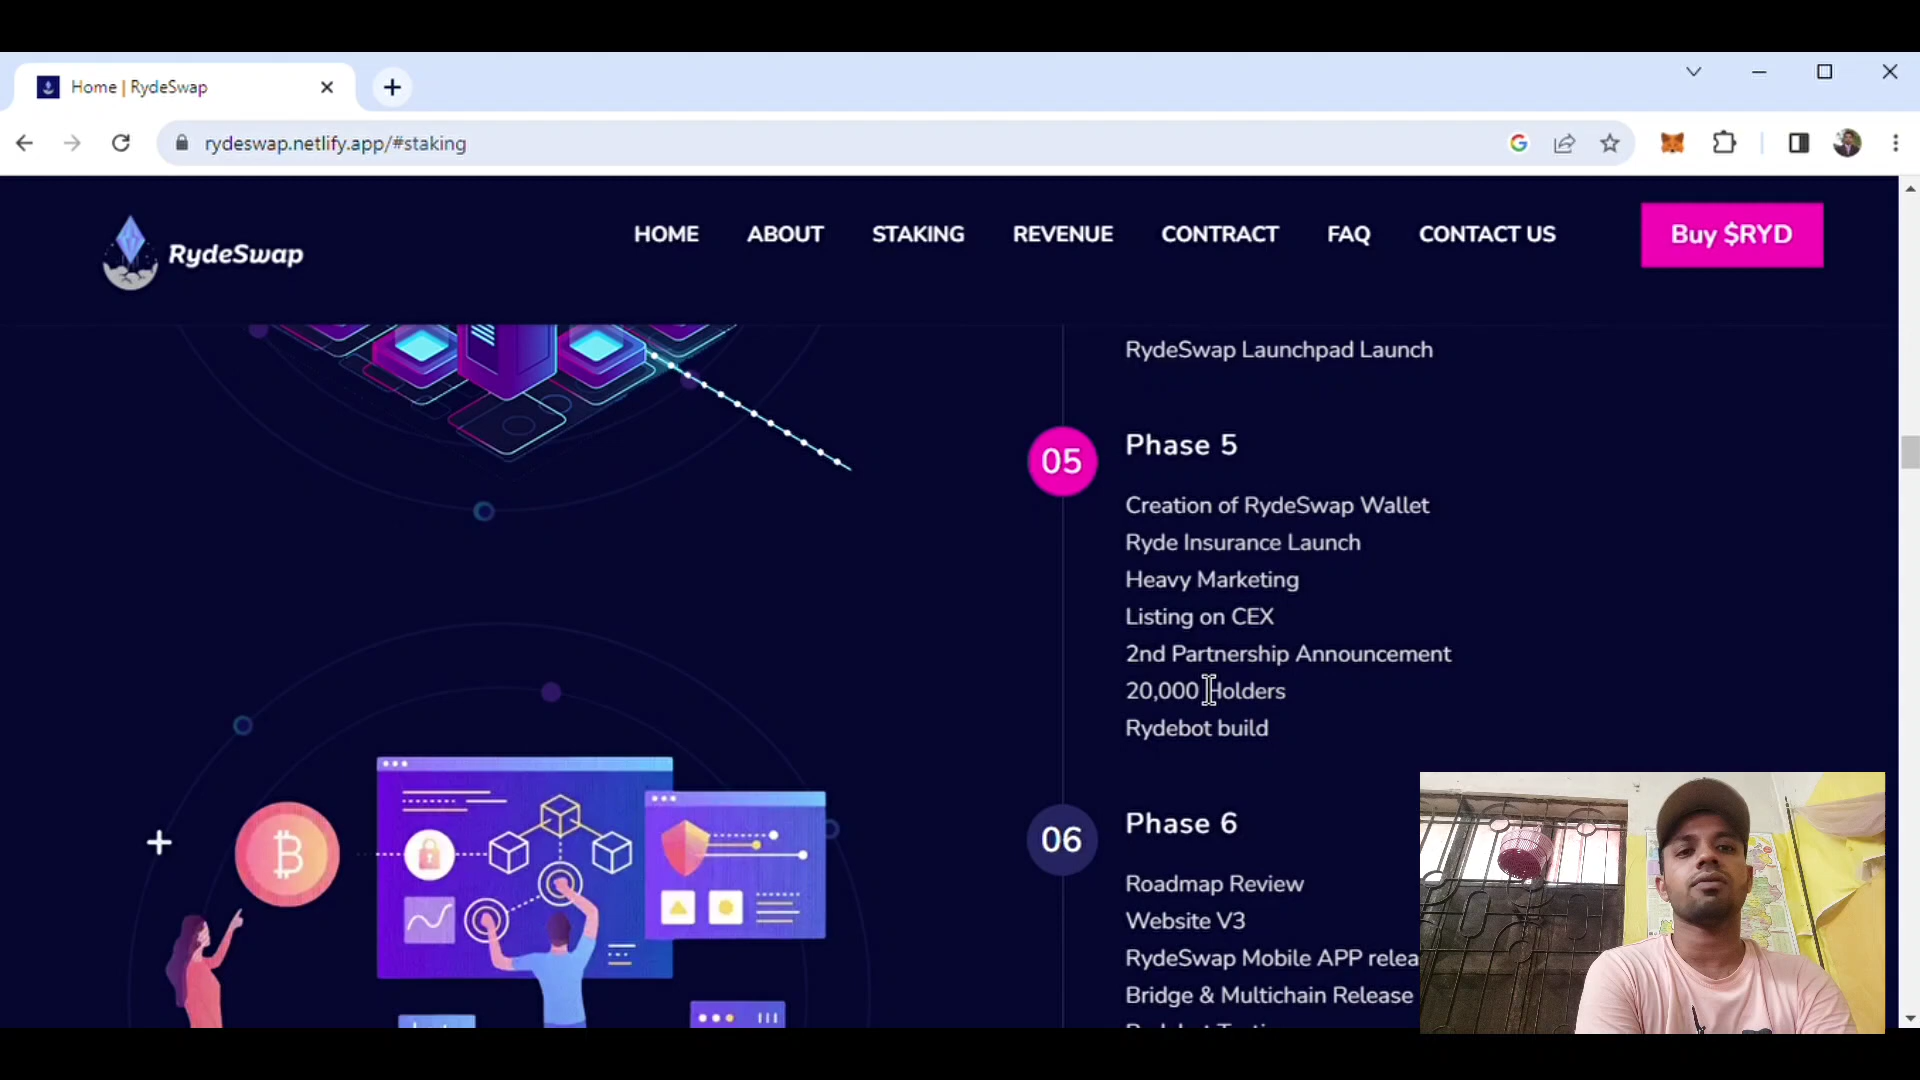 Home | RydeSwap
rydeswap.netlify.app/#staking
RydeSwap
HOME
ABOUT
STAKING
REVENUE
CONTRACT
FAQ
CONTACT US
Buy $RYD
RydeSwap Launchpad Launch
05
Phase 5
Creation of RydeSwap Wallet
Ryde Insurance Launch
Heavy Marketing
Listing on CEX
2nd Partnership Announcement
20,000 Holders
Rydebot build
06
Phase 6
Roadmap Review
Website V3
RydeSwap Mobile APP relea
Bridge & Multichain Release